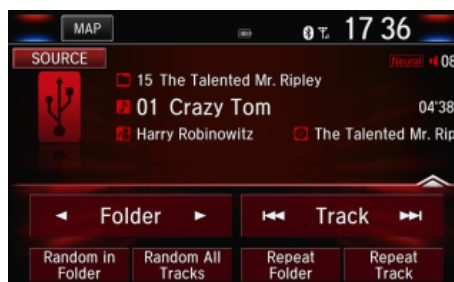 MAP
17 36
SOURCE
Neural 08
15 The Talented Mr. Ripley
01 Crazy Tom
04'38
Harry Robinowitz
The Talented Mr. Rip
Folder
Track
Random in Folder
Random All Tracks
Repeat Folder
Repeat Track